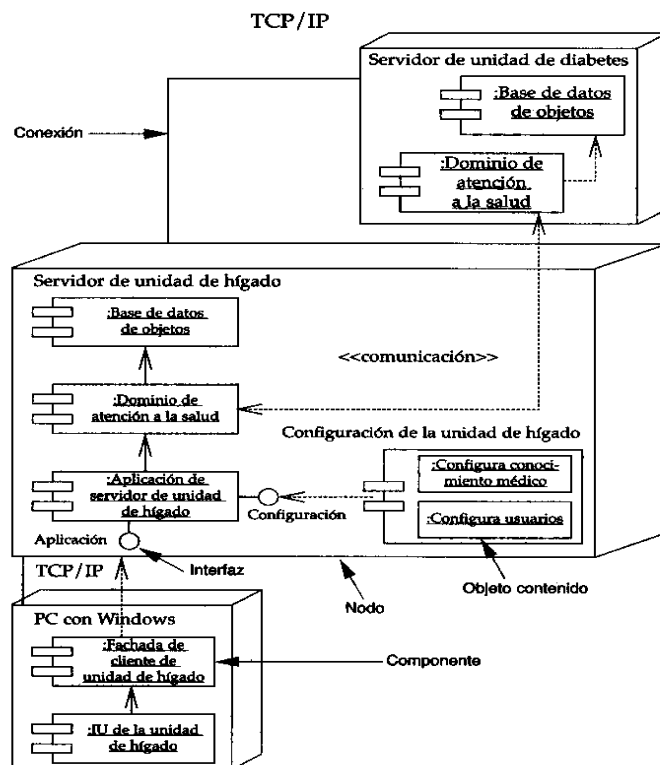 TCP/IP
Servidor de unidad de diabetes
:Base de datos
de objetos
Conexión
:Dominio de
atención
a la salud
Servidor de unidad de hígado
:Base de datos
de objetos
<<comunicación>>
:Dominio de
atención a la salud
Configuración de la unidad de hígado
:Aplicación de
servidor de unidad
de hígado
:Configura conoci-
miento médico
Configuración
:Configura usuarios
Aplicación
Interfaz
Objeto contenido
TCP/IP
Nodo
PC con Windows
:Fachada de
cliente de
unidad de hígado
Componente
:IU de la unidad
de hígado